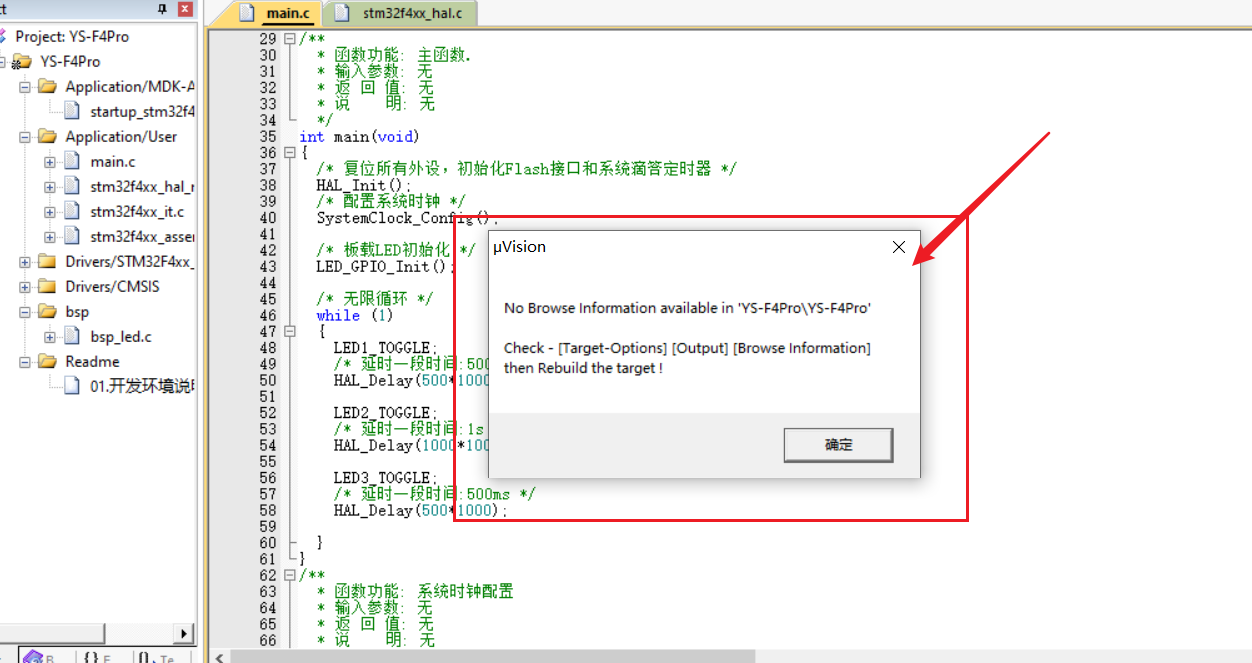 ct
main.c
stm32f4xx_hal.c
Project: YS-F4Pro
YS-F4Pro
Application/MDK-A
startup_stm32f4
Application/User
main.c
stm32f4xx_hal_
stm32f4xx_it.c
stm32f4xx_asse
Drivers/STM32F4xx_
Drivers/CMSIS
bsp
bsp_led.c
Readme
01.开发环境说明
29 /**
30 * 函数功能: 主函数.
31 * 输入参数: 无
32 * 返 回 值: 无
33 * 说 明: 无
34 */
35 int main(void)
36 {
37 /* 复位所有外设，初始化Flash接口和系统滴答定时器 */
38 HAL_Init();
39 /* 配置系统时钟 */
40 SystemClock_Config();
41
42 /* 板载LED初始化 */
43 LED_GPIO_Init();
44
45 /* 无限循环 */
46 while (1)
47 {
48 LED1_TOGGLE;
49 /* 延时一段时间:500
50 HAL_Delay(500*1000
51
52 LED2_TOGGLE;
53 /* 延时一段时间:1s
54 HAL_Delay(1000*100
55
56 LED3_TOGGLE;
57 /* 延时一段时间:500ms */
58 HAL_Delay(500*1000);
59
60 }
61 }
62 /**
63 * 函数功能: 系统时钟配置
64 * 输入参数: 无
65 * 返 回 值: 无
66 * 说 明: 无
µVision
No Browse Information available in 'YS-F4Pro\YS-F4Pro'
Check - [Target-Options] [Output] [Browse Information]
then Rebuild the target !
确定
B
{} F
Te